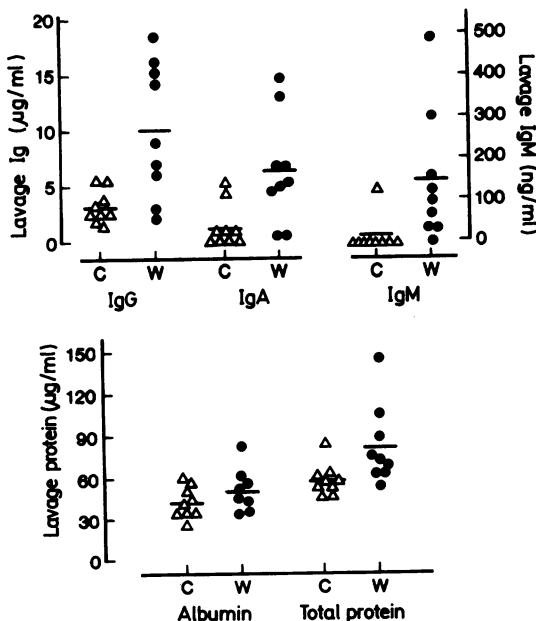 Lavage Ig (µg/ml)
20
15
10
5
0
500
400
300
200
100
0
Lavage IgM (ng/ml)
C W C W C W
IgG IgA IgM
Lavage protein (µg/ml)
150
120
90
60
30
0
C W C W
Albumin Total protein